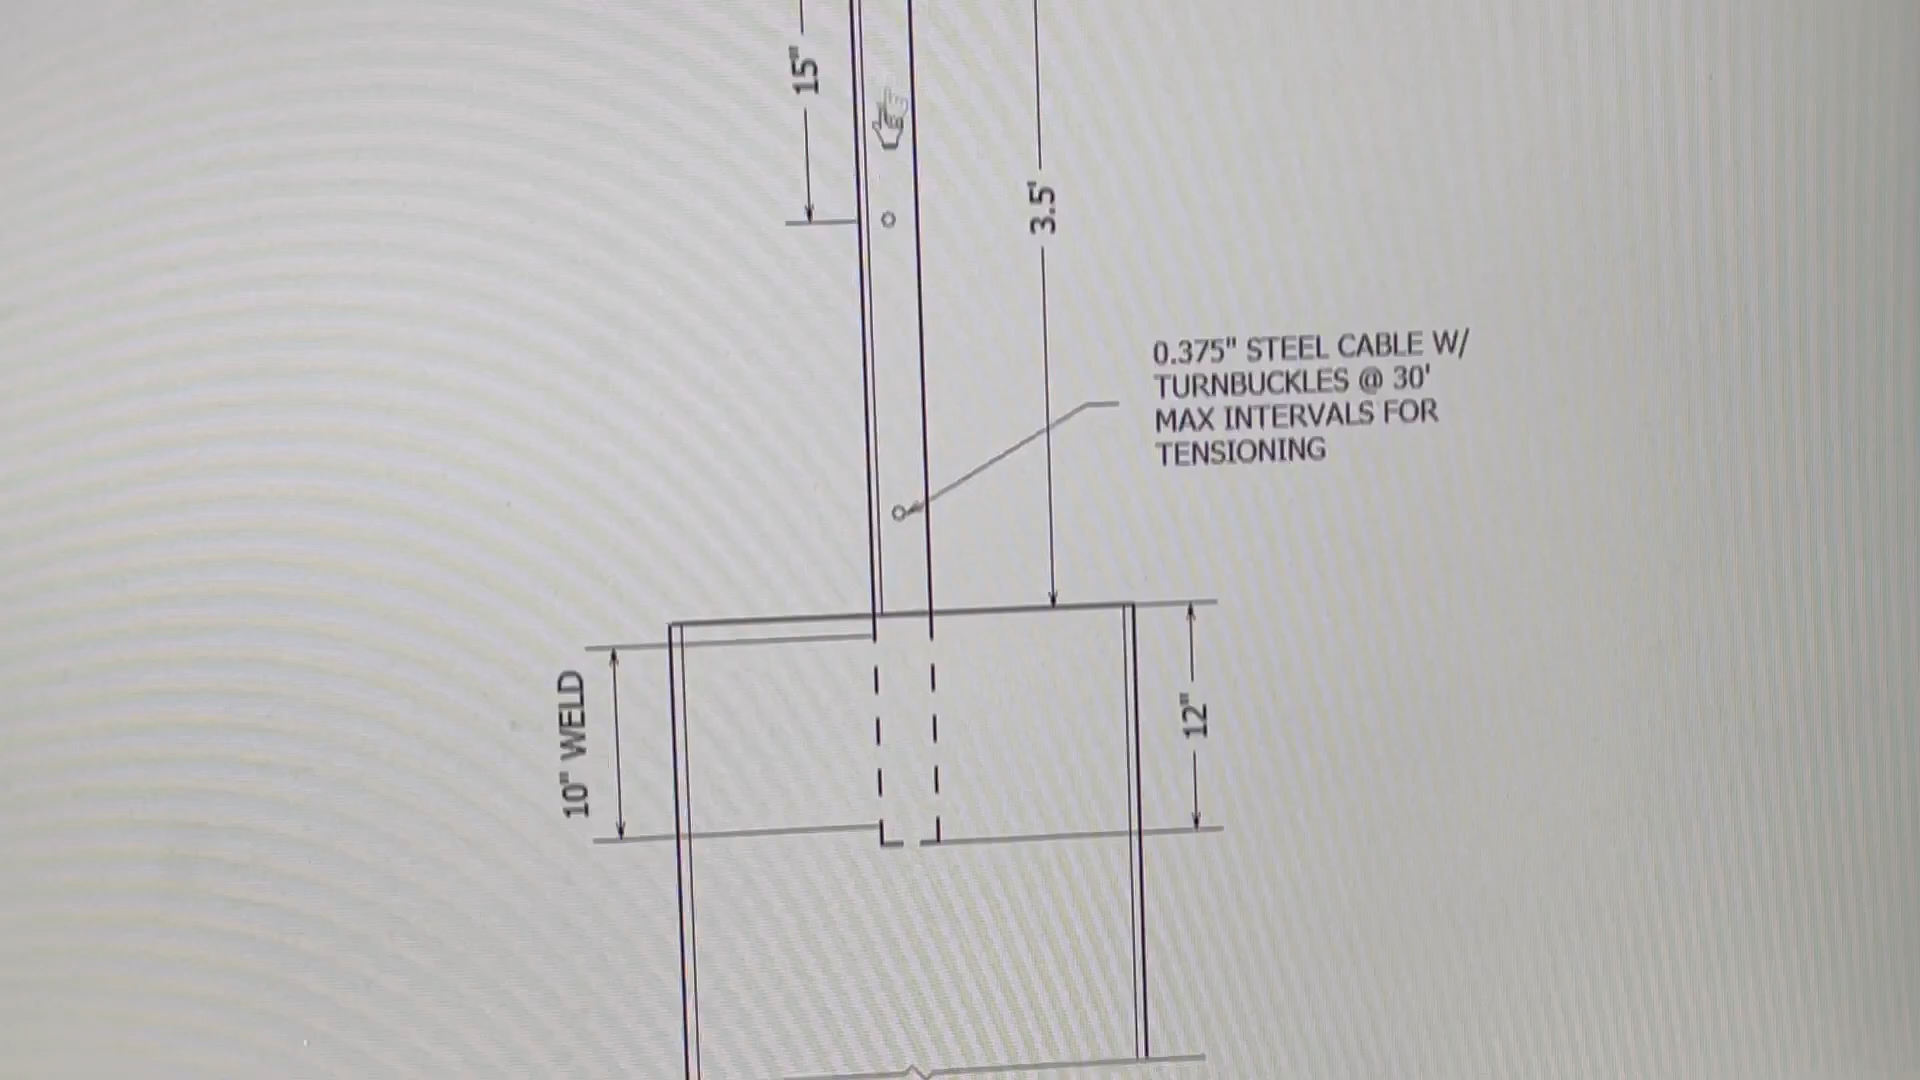 15"
3.5'
0.375" STEEL CABLE W/
TURNBUCKLES @ 30'
MAX INTERVALS FOR
TENSIONING
10" WELD
12"